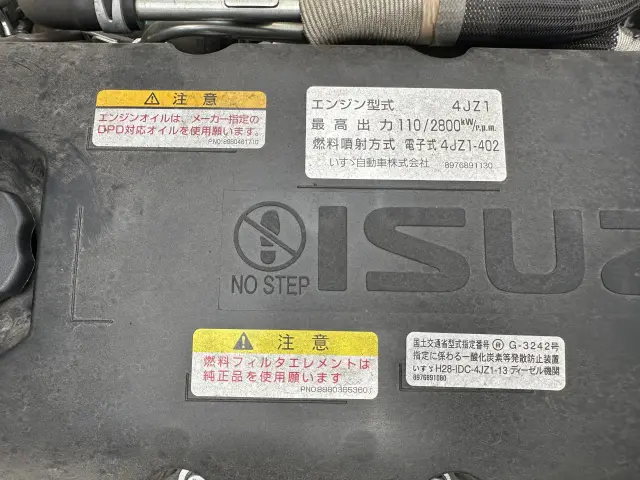 注意
エンジンオイルは、メーカー指定の
DPD対応オイルを使用願います。
エンジン型式 4JZ1
最高出力 110/2800kW/r.p.m
燃料噴射方式 電子式 4JZ1-402
いすゞ自動車株式会社 8976891130
NO STEP
ISUZ
注意
燃料フィルタエレメントは
純正品を使用願います
PNO:8980385360?
国土交通省型式指定番号 Ⓡ G-3242号
指定に係わる一酸化炭素等発散防止装置
いすゞH28-IDC-4JZ1-13 ディーゼル機関